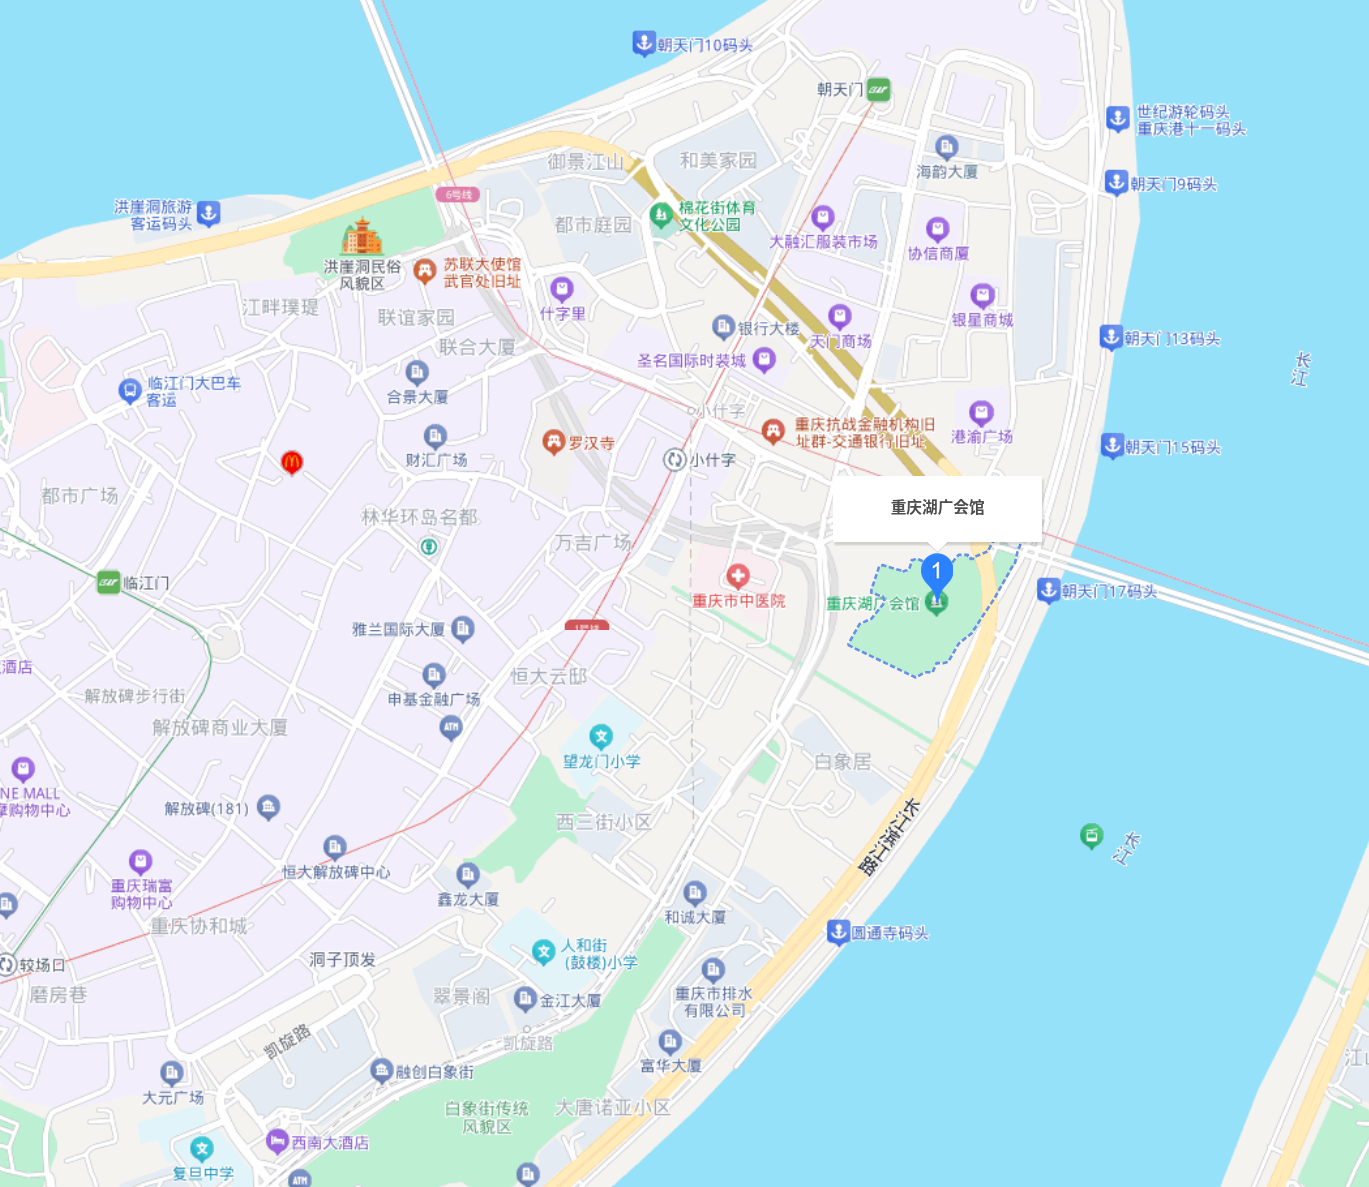 朝天门10码头
朝天门
世纪游轮码头
重庆港十一码头
御景江山
和美家园
海韵大厦
朝天门9码头
6号线
洪崖洞旅游
客运码头
都市庭园
棉花街体育
文化公园
大融汇服装市场
协信商厦
洪崖洞民俗
风貌区
苏联大使馆
武官处旧址
江畔璞堤
联谊家园
什字里
银行大楼
天门商场
银星商城
朝天门13码头
长江
联合大厦
圣名国际时装城
临江门大巴车
客运
合景大厦
小什字
重庆抗战金融机构旧
址群-交通银行旧址
港渝广场
朝天门15码头
罗汉寺
财汇广场
小什字
都市广场
林华环岛名都
重庆湖广会馆
万吉广场
临江门
1
重庆市中医院
重庆湖广会馆
朝天门17码头
雅兰国际大厦
1号线
酒店
恒大云邸
解放碑步行街
申基金融广场
解放碑商业大厦
ATM
望龙门小学
白象居
NE MALL
摩购物中心
解放碑(181)
西三街小区
长江滨江路
长江
恒大解放碑中心
重庆瑞富
购物中心
鑫龙大厦
和诚大厦
重庆协和城
圆通寺码头
人和街
(鼓楼)小学
较场口
洞子顶发
磨房巷
翠景阁
金江大厦
重庆市排水
有限公司
凯旋路
凯旋路
富华大厦
江山
大元广场
融创白象街
白象街传统
风貌区
大唐诺亚小区
西南大酒店
复旦中学
ATM